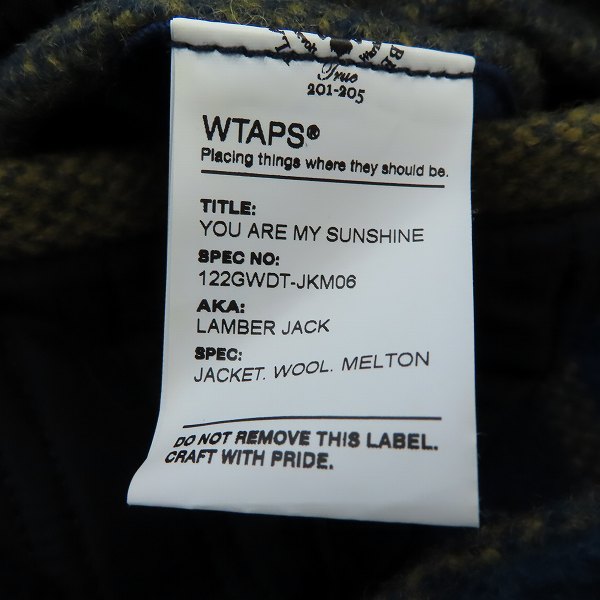 True
201-205
WTAPS®
Placing things where they should be.
TITLE:
YOU ARE MY SUNSHINE
SPEC NO:
122GWDT-JKM06
AKA:
LAMBER JACK
SPEC:
JACKET. WOOL. MELTON
DO NOT REMOVE THIS LABEL.
CRAFT WITH PRIDE.